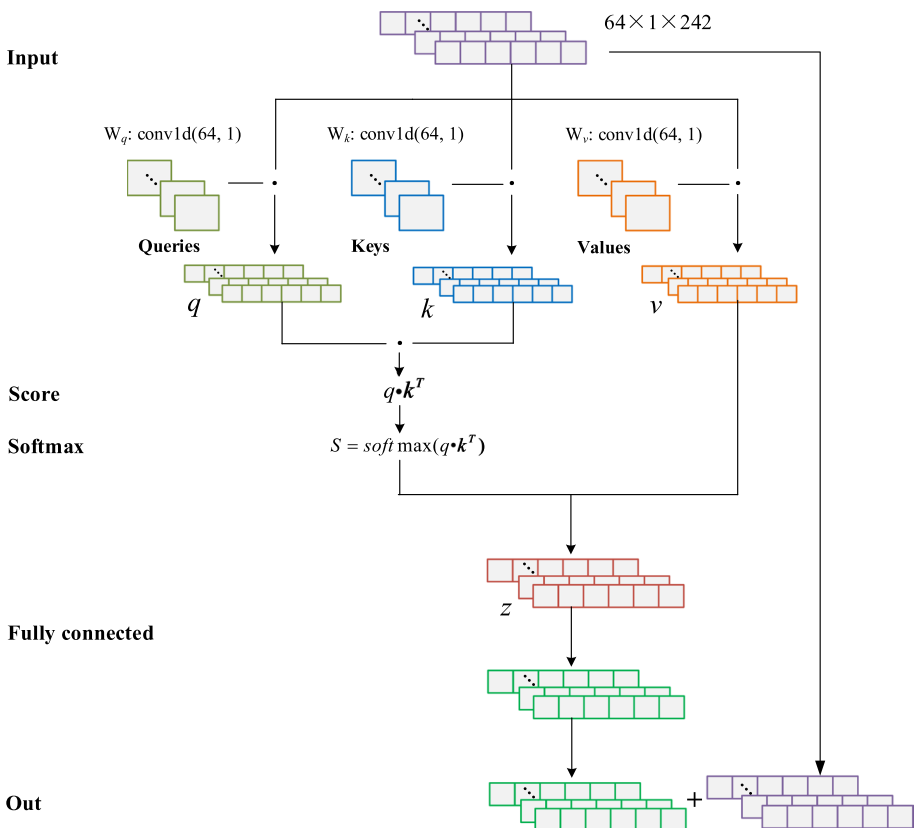 64×1×242
Input
W_q: conv1d(64, 1)
W_k: conv1d(64, 1)
W_v: conv1d(64, 1)
Queries
Keys
Values
q
k
v
Score
q•k^T
Softmax
S = soft max(q•k^T)
z
Fully connected
Out
+